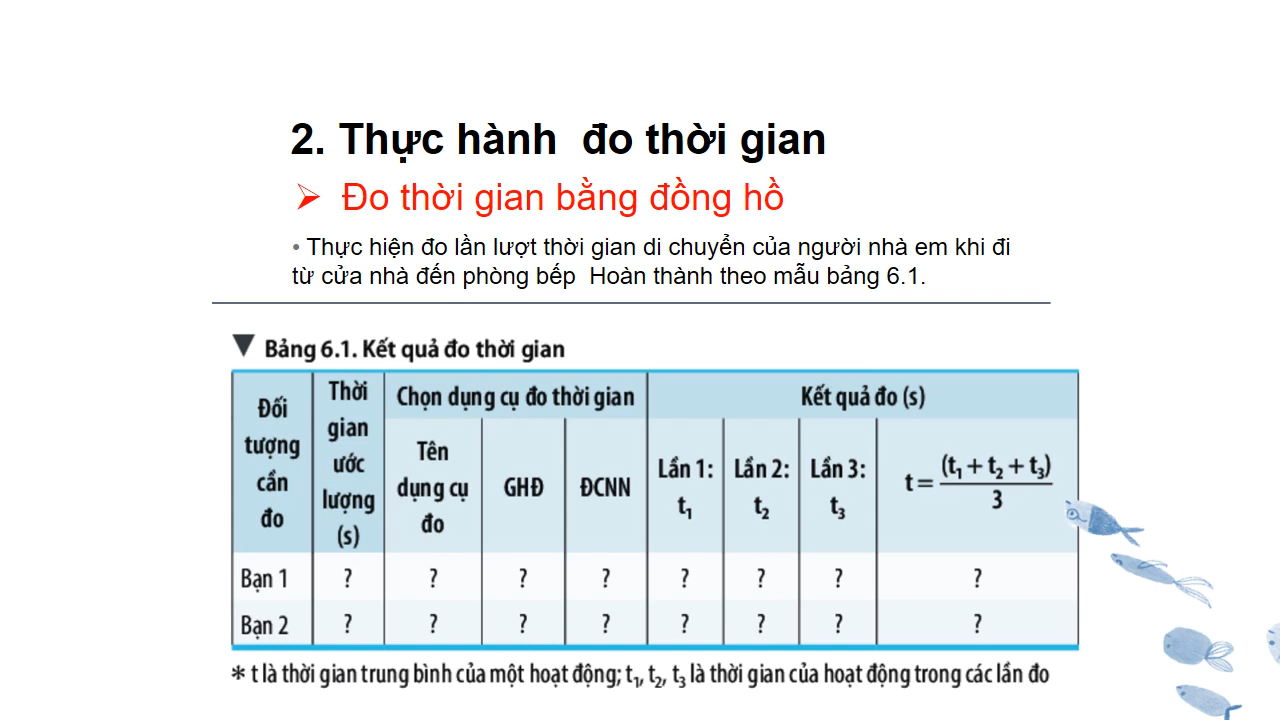 2. Thực hành  đo thời gian
➢ Đo thời gian bằng đồng hồ
• Thực hiện đo lần lượt thời gian di chuyển của người nhà em khi đi
từ cửa nhà đến phòng bếp  Hoàn thành theo mẫu bảng 6.1.
▼ Bảng 6.1. Kết quả đo thời gian
Đối tượng cần đo
Thời gian ước lượng (s)
Chọn dụng cụ đo thời gian
Kết quả đo (s)
Tên dụng cụ đo
GHĐ
ĐCNN
Lần 1: t₁
Lần 2: t₂
Lần 3: t₃
t = (t₁ + t₂ + t₃) / 3
Bạn 1 ? ? ? ? ? ? ? ?
Bạn 2 ? ? ? ? ? ? ? ?
* t là thời gian trung bình của một hoạt động; t₁, t₂, t₃ là thời gian của hoạt động trong các lần đo